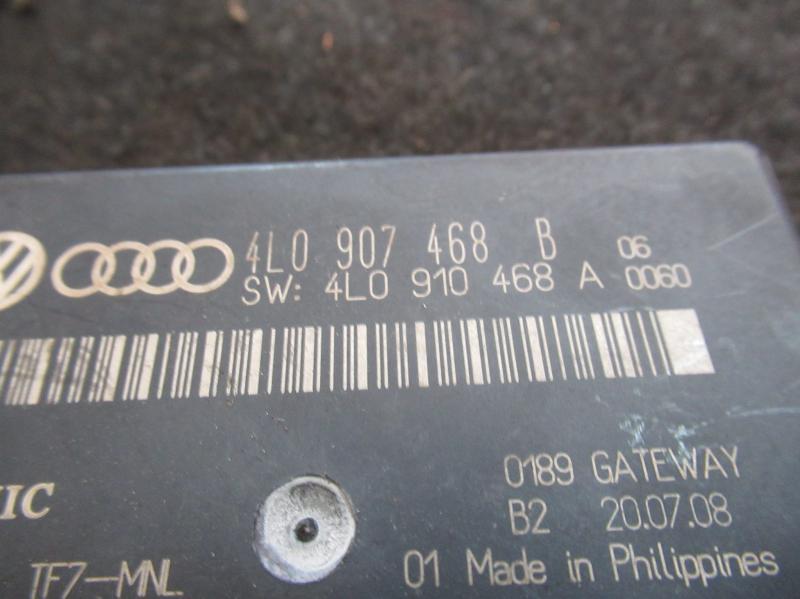 4L0 907 468 B 06
SW: 4L0 910 468 A 0060
0189 GATEWAY
IC
B2 20.07.08
TF7-MNL
01 Made in Philippines